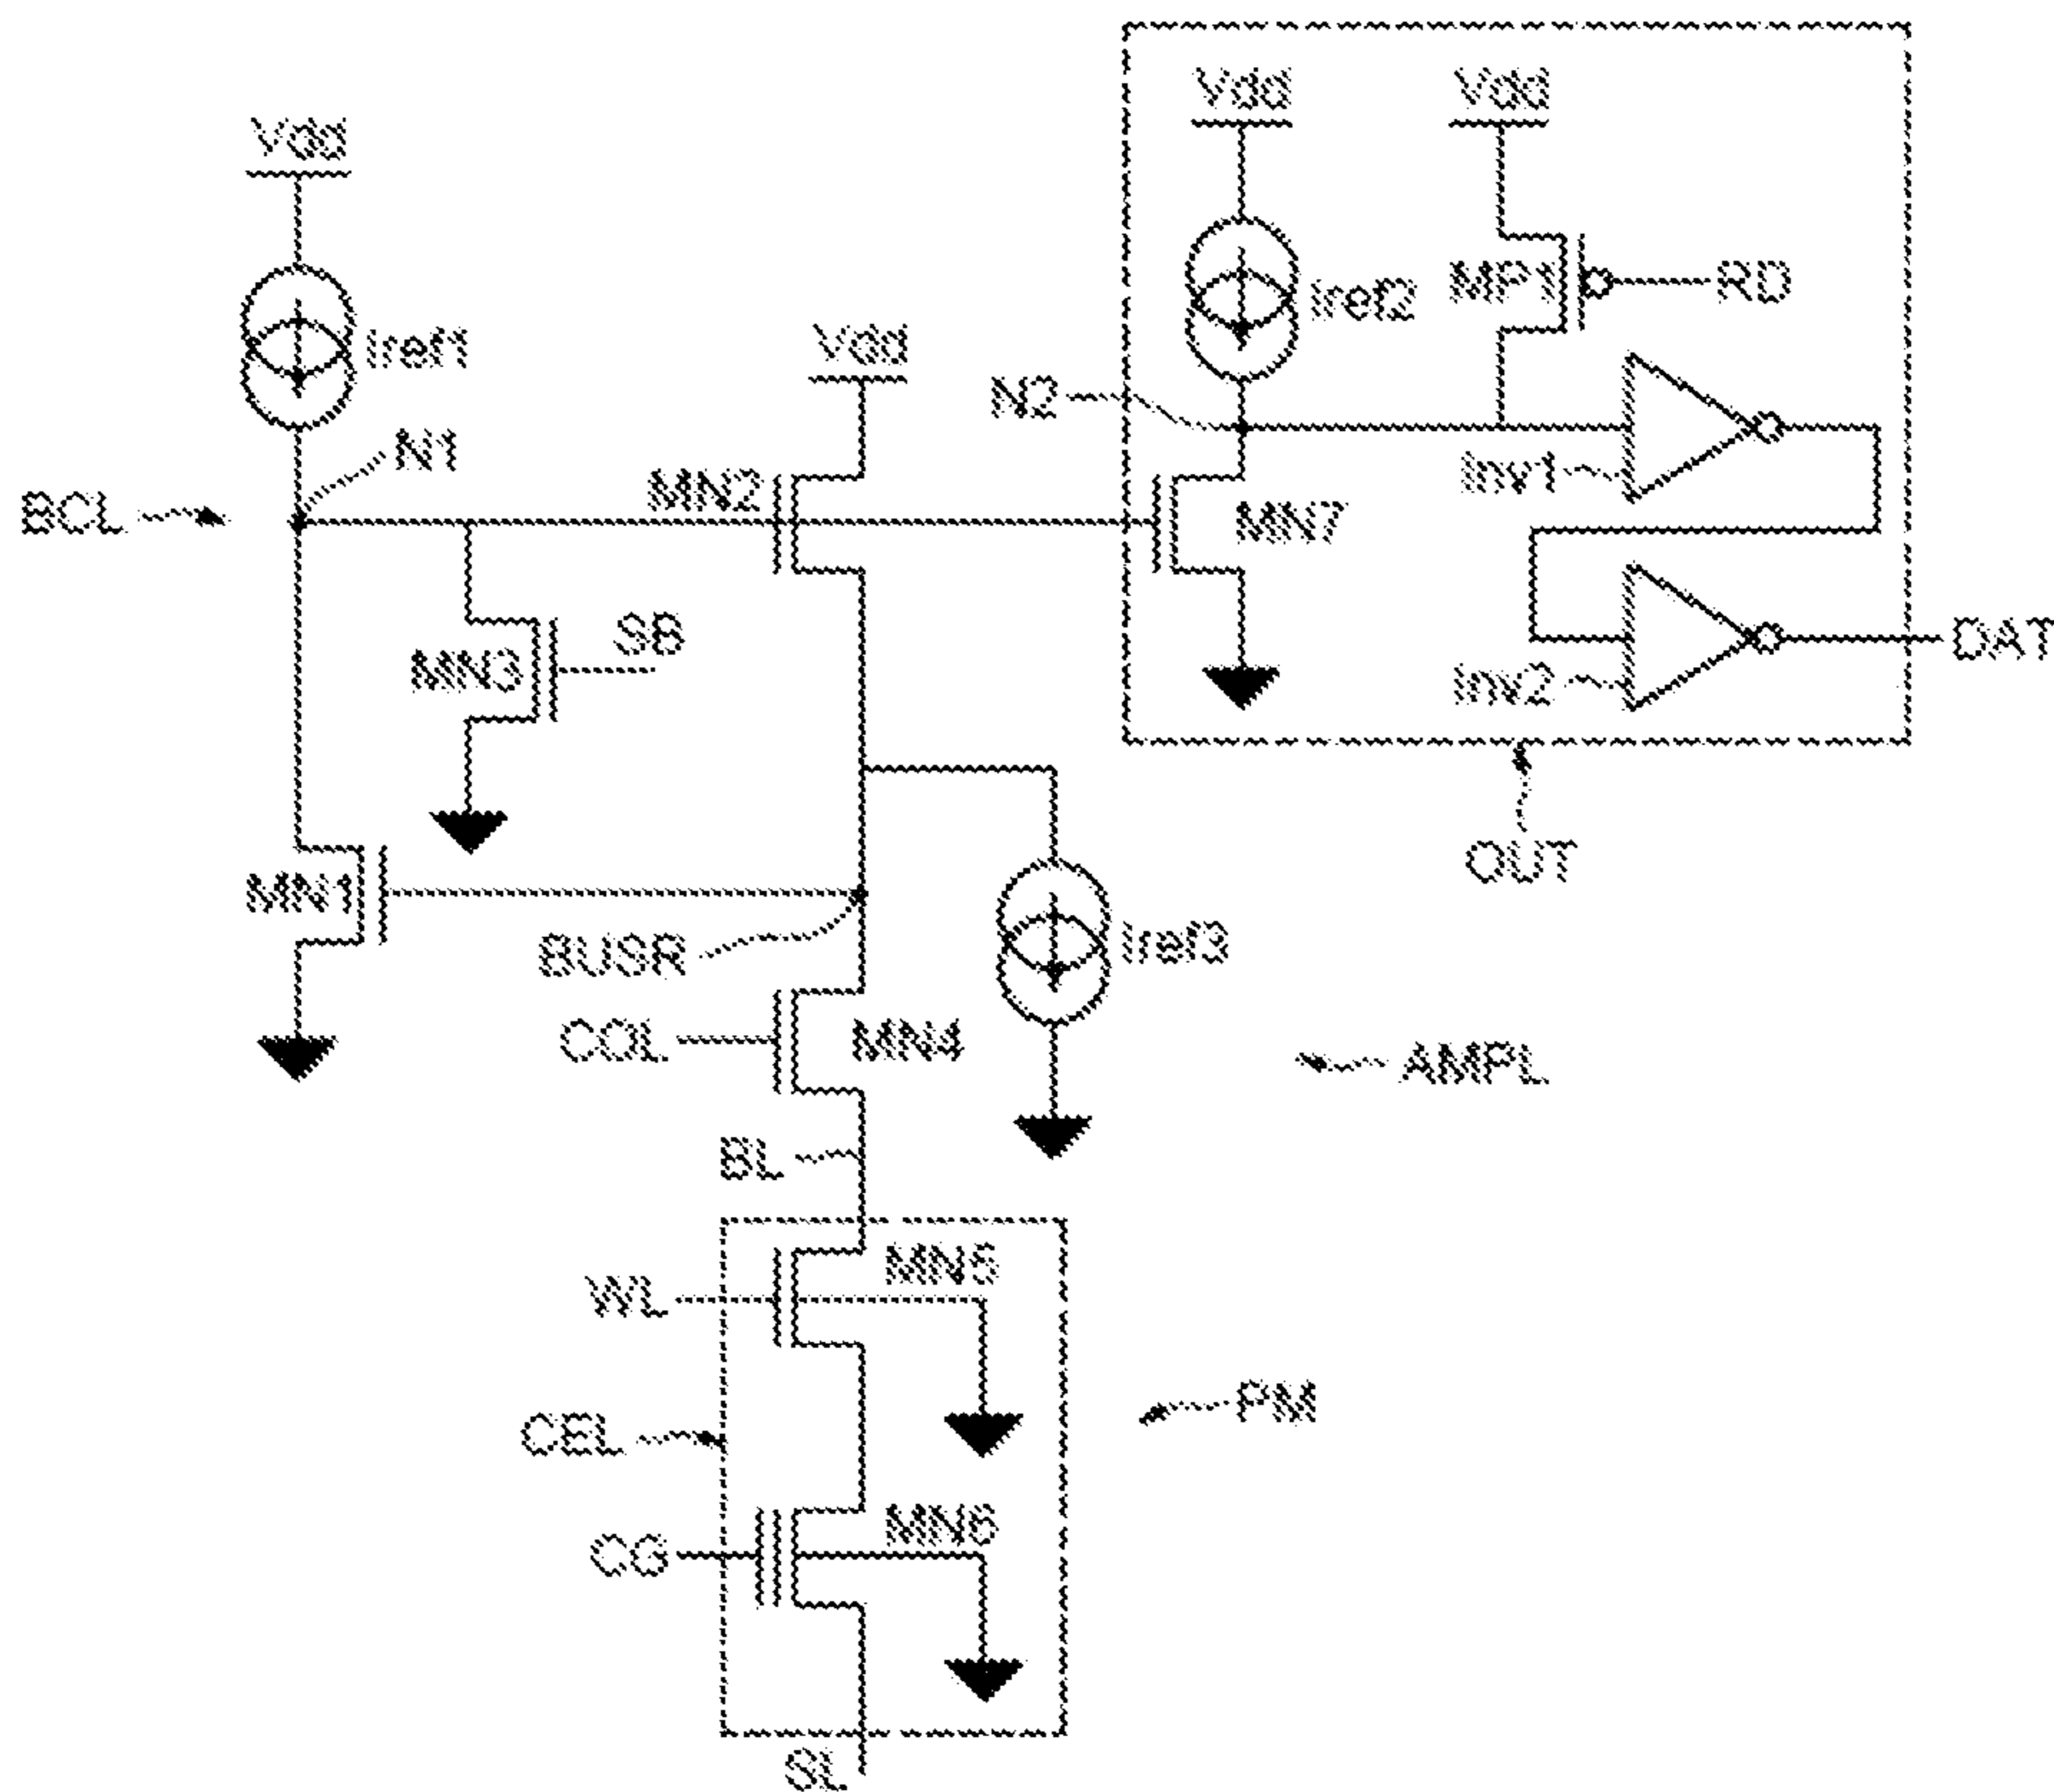 Vdd
Vdd
Vdd
Iref1
Iref2
MP1
RD
Vdd
N2
N1
BCL
MN2
Inv1
MN7
SB
MN3
DAT
Inv2
OUT
MN1
BUSR
Iref3
COL
MN4
AMPL
BL
MN5
WL
PM
CEL
MN6
CG
SL